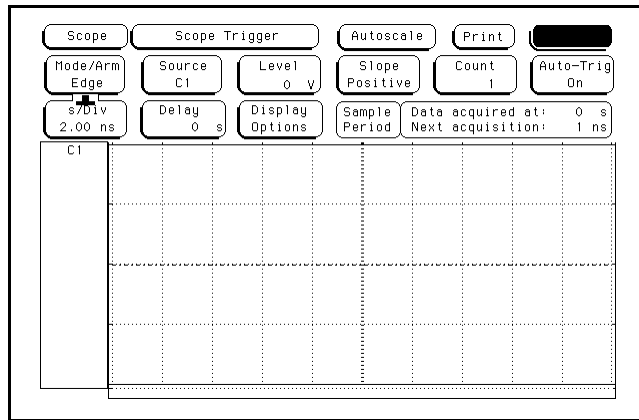 Scope Scope Trigger Autoscale Print
Mode/Arm Source Level Slope Count Auto-Trig
Edge C1 0 V Positive 1 On
s/Div Delay Display Sample Data acquired at: 0 s
2.00 ns 0 s Options Period Next acquisition: 1 ns
C1